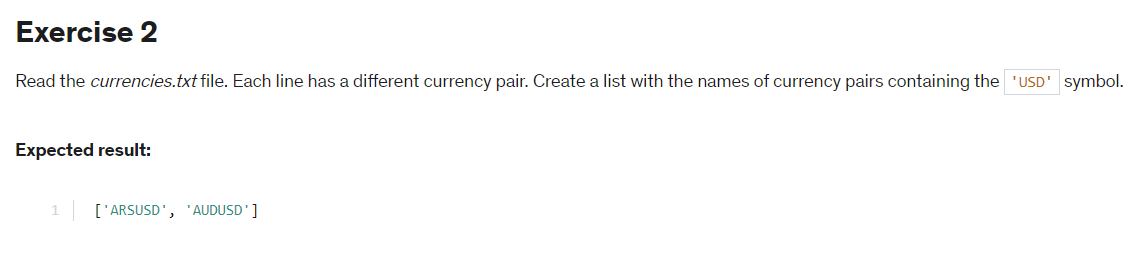 Exercise 2
Read the currencies.txt file. Each line has a different currency pair. Create a list with the names of currency pairs containing the 'USD' symbol.
Expected result:
1 ['ARSUSD', 'AUDUSD']